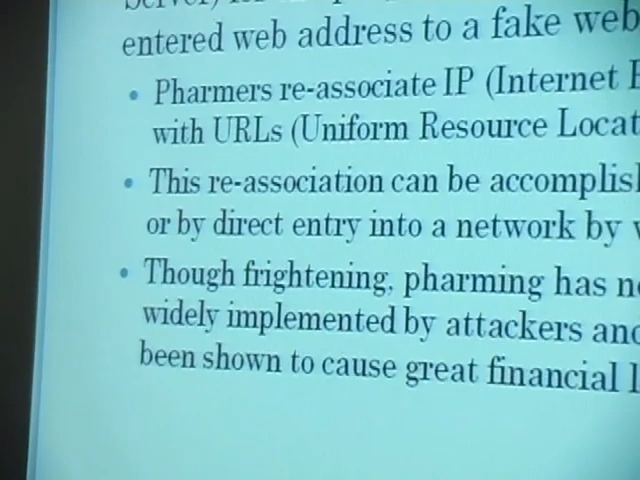 entered web address to a fake web
• Pharmers re-associate IP (Internet
with URLs (Uniform Resource Locat
• This re-association can be accomplis
or by direct entry into a network by
• Though frightening, pharming has
widely implemented by attackers and
been shown to cause great financial